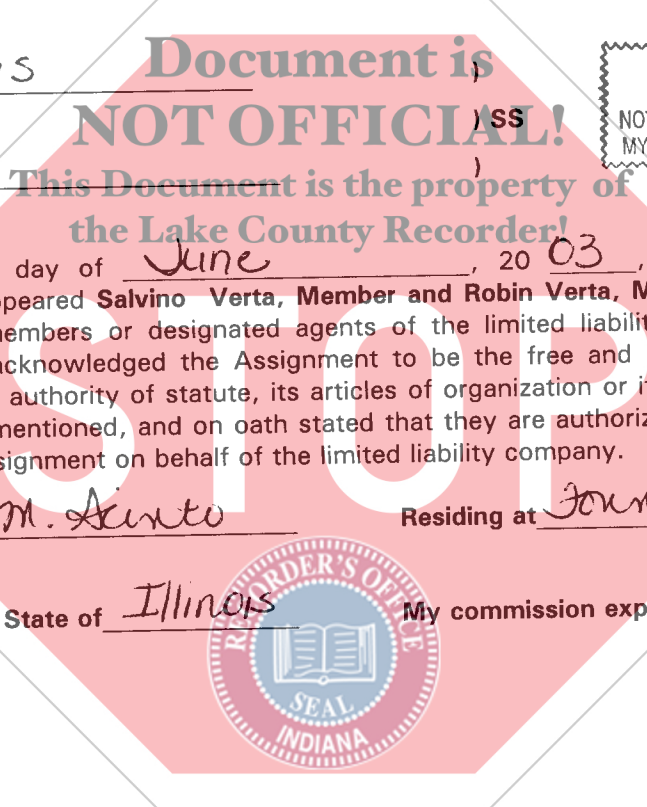 Document is
NOT OFFICIAL!
This Document is the property of
the Lake County Recorder!
) SS
)
)
day of June, 20 03,
peared Salvino Verta, Member and Robin Verta, M
members or designated agents of the limited liabilit
acknowledged the Assignment to be the free and
authority of statute, its articles of organization or i
mentioned, and on oath stated that they are authoriz
signment on behalf of the limited liability company.
M.
Residing at
State of Illinois
My commission exp
STOP
RECORDER'S OFFICE
SEAL
INDIANA
NO
MY